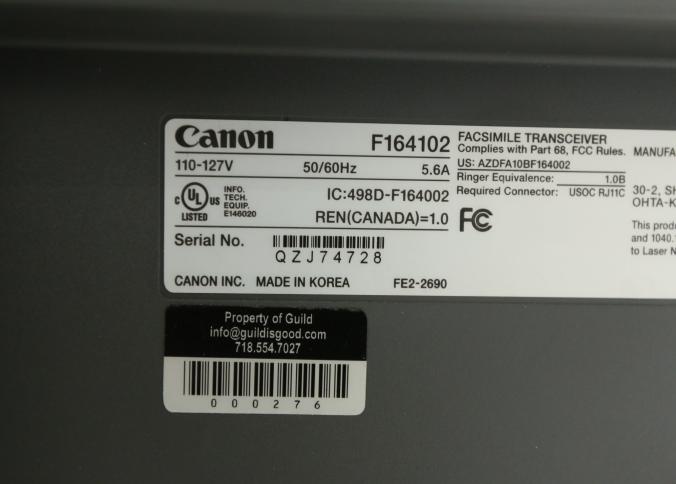 Canon F164102
110-127V 50/60Hz 5.6A
C UL US LISTED
INFO.
TECH.
EQUIP.
E146020
IC:498D-F164002
REN(CANADA)=1.0
Serial No.
QZJ74728
CANON INC. MADE IN KOREA FE2-2690
FACSIMILE TRANSCEIVER
Complies with Part 68, FCC Rules.
US: AZDFA10BF164002
Ringer Equivalence: 1.0B
Required Connector: USOC RJ11C
FC
MANUFA
30-2, SH
OHTA-K
This produ
and 1040.1
to Laser N
Property of Guild
info@guildisgood.com
718.554.7027
000276